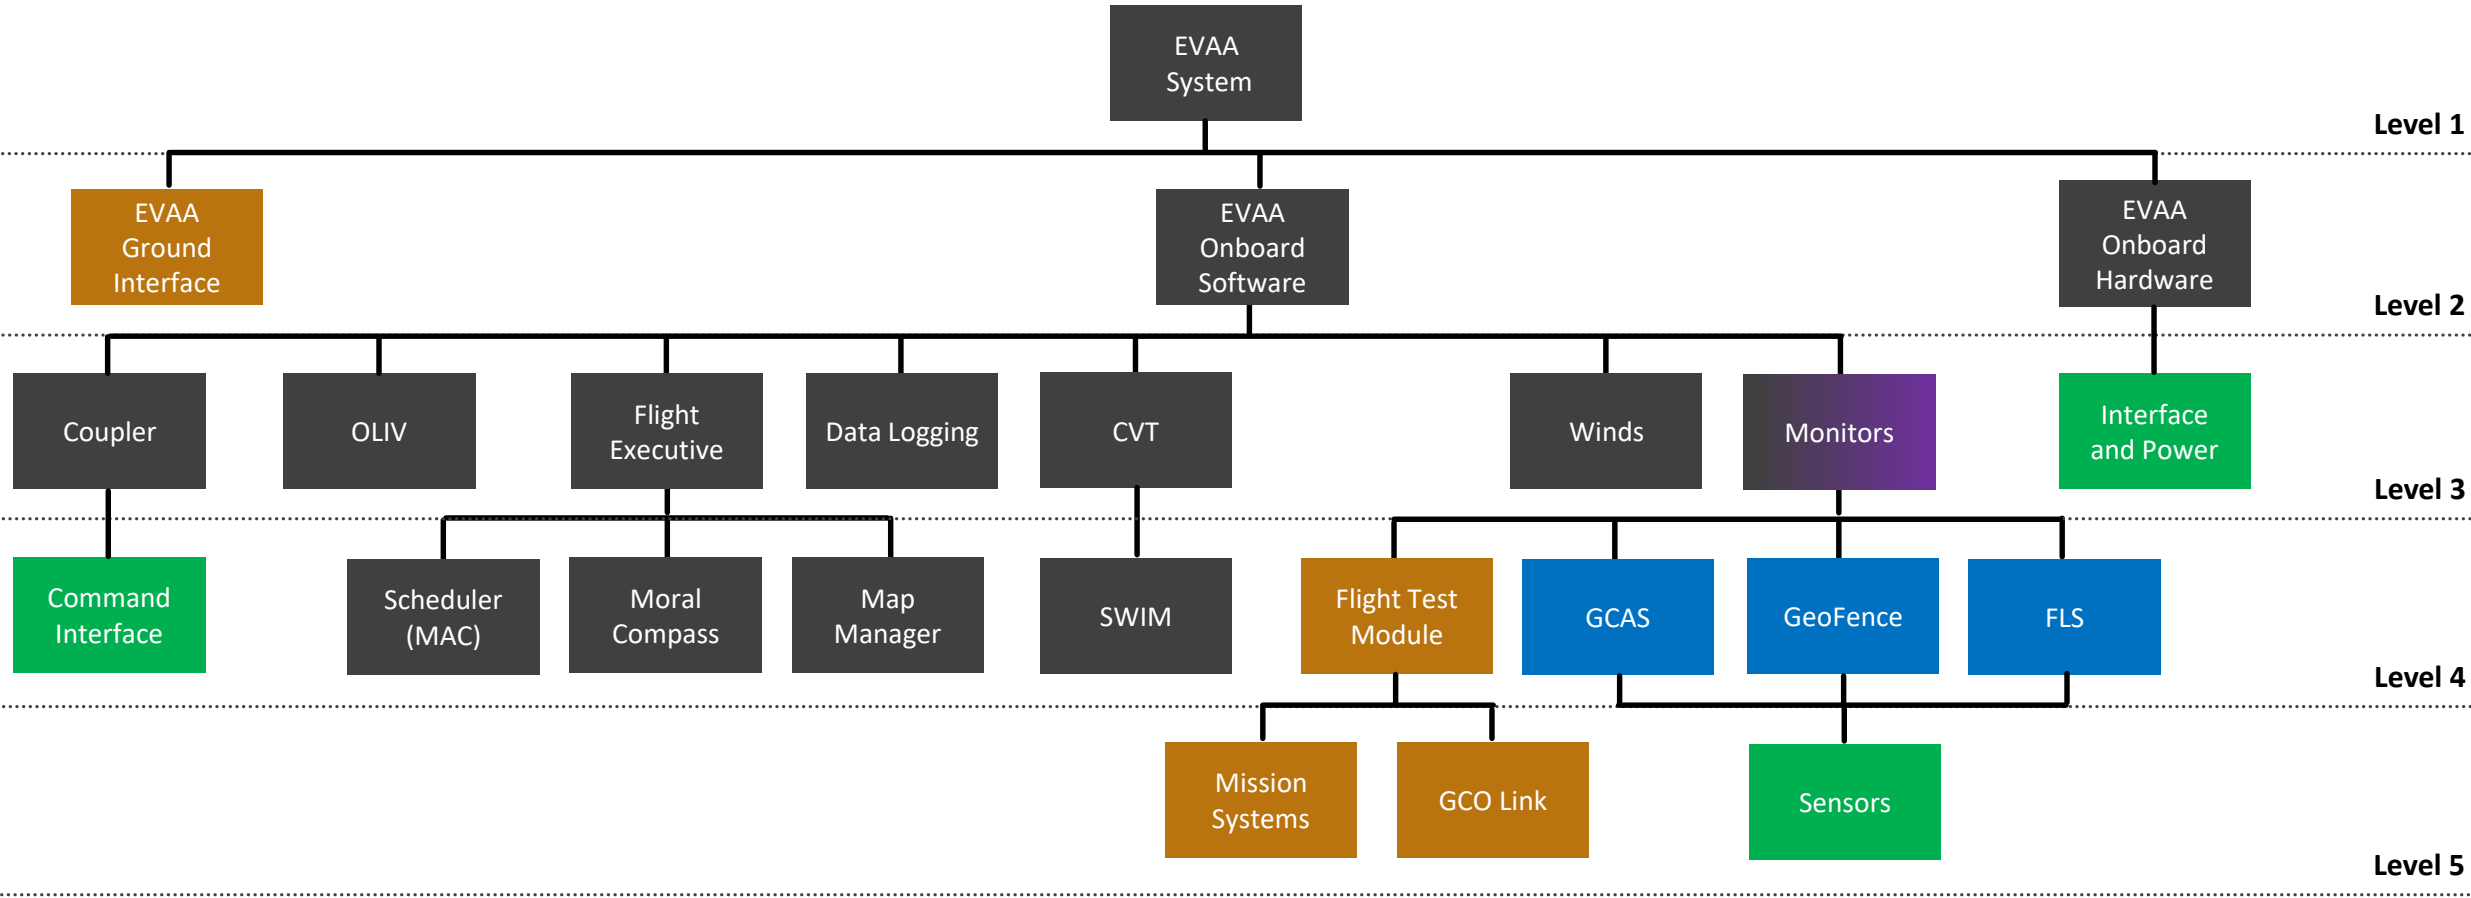 EVAA
System
Level 1
EVAA
Ground
Interface
EVAA
Onboard
Software
EVAA
Onboard
Hardware
Level 2
Coupler
OLIV
Flight
Executive
Data Logging
CVT
Winds
Monitors
Interface
and Power
Level 3
Command
Interface
Scheduler
(MAC)
Moral
Compass
Map
Manager
SWIM
Flight Test
Module
GCAS
GeoFence
FLS
Level 4
Mission
Systems
GCO Link
Sensors
Level 5